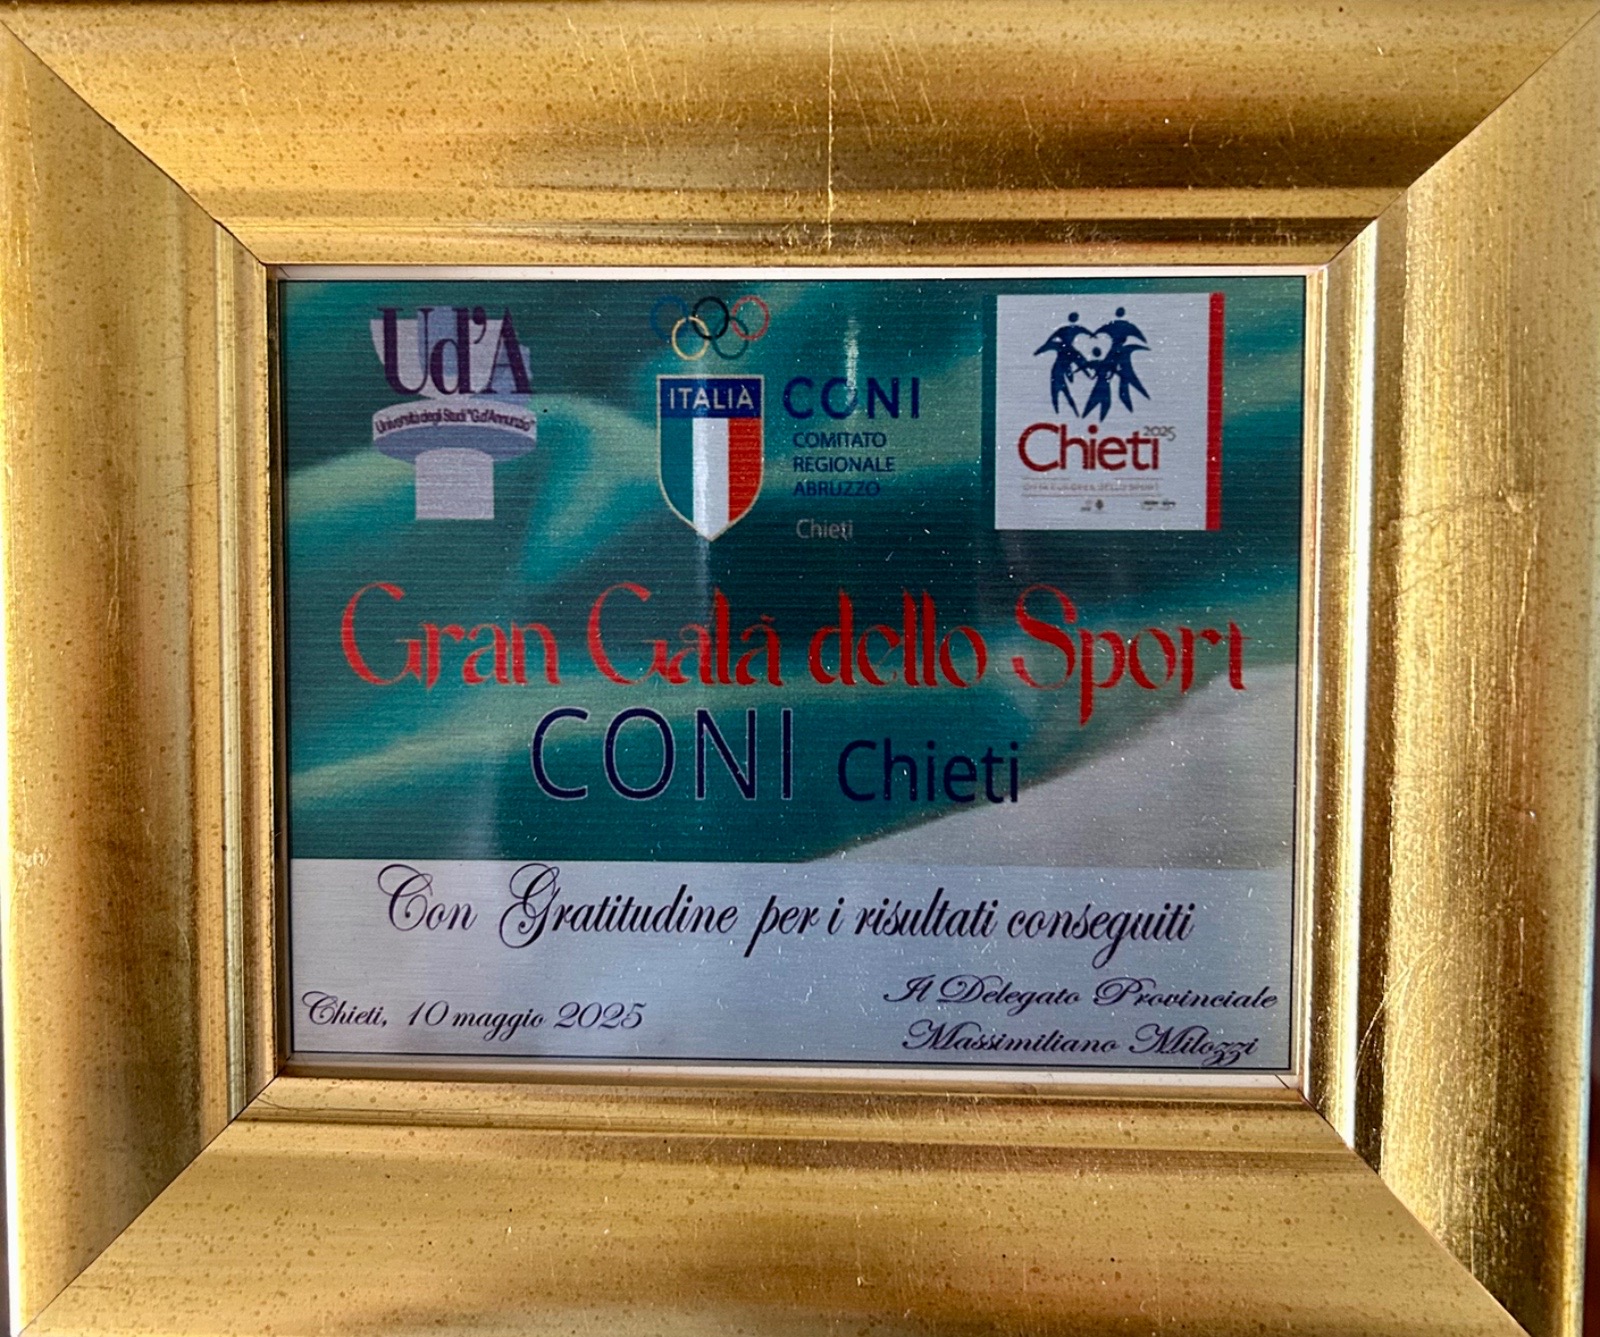 Ud'A
Università degli Studi "G.d'Annunzio"
ITALIA
CONI
COMITATO
REGIONALE
ABRUZZO
Chieti
Chieti 2025
Gran Galà dello Sport
CONI Chieti
Con Gratitudine per i risultati conseguiti
Chieti, 10 maggio 2025
Il Delegato Provinciale
Massimiliano Milozzi